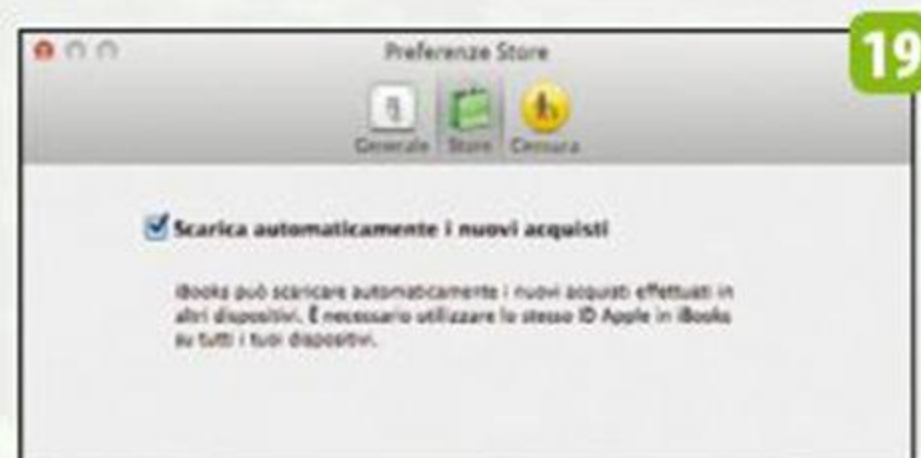 19
Preferenze Store
Generale Store Censura
Scarica automaticamente i nuovi acquisti
iBooks può scaricare automaticamente i nuovi acquisti effettuati in
altri dispositivi. È necessario utilizzare lo stesso ID Apple in iBooks
su tutti i tuoi dispositivi.